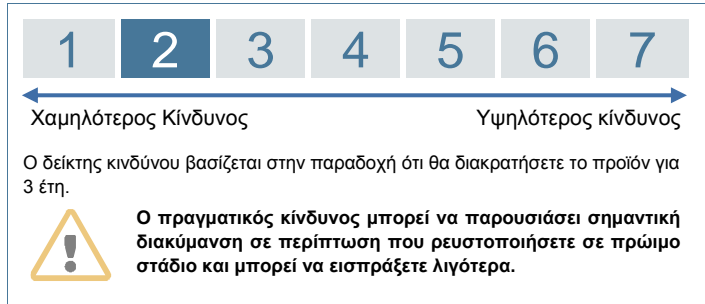 1 2 3 4 5 6 7
Χαμηλότερος Κίνδυνος Υψηλότερος κίνδυνος
Ο δείκτης κινδύνου βασίζεται στην παραδοχή ότι θα διακρατήσετε το προϊόν για
3 έτη.
Ο πραγματικός κίνδυνος μπορεί να παρουσιάσει σημαντική
διακύμανση σε περίπτωση που ρευστοποιήσετε σε πρώιμο
στάδιο και μπορεί να εισπράξετε λιγότερα.